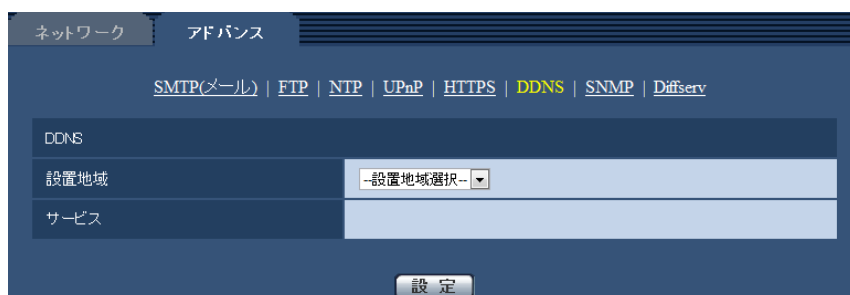 ネットワーク アドバンス
SMTP(メール) | FTP | NTP | UPnP | HTTPS | DDNS | SNMP | Diffserv
DDNS
設置地域 --設置地域選択--
サービス
設 定